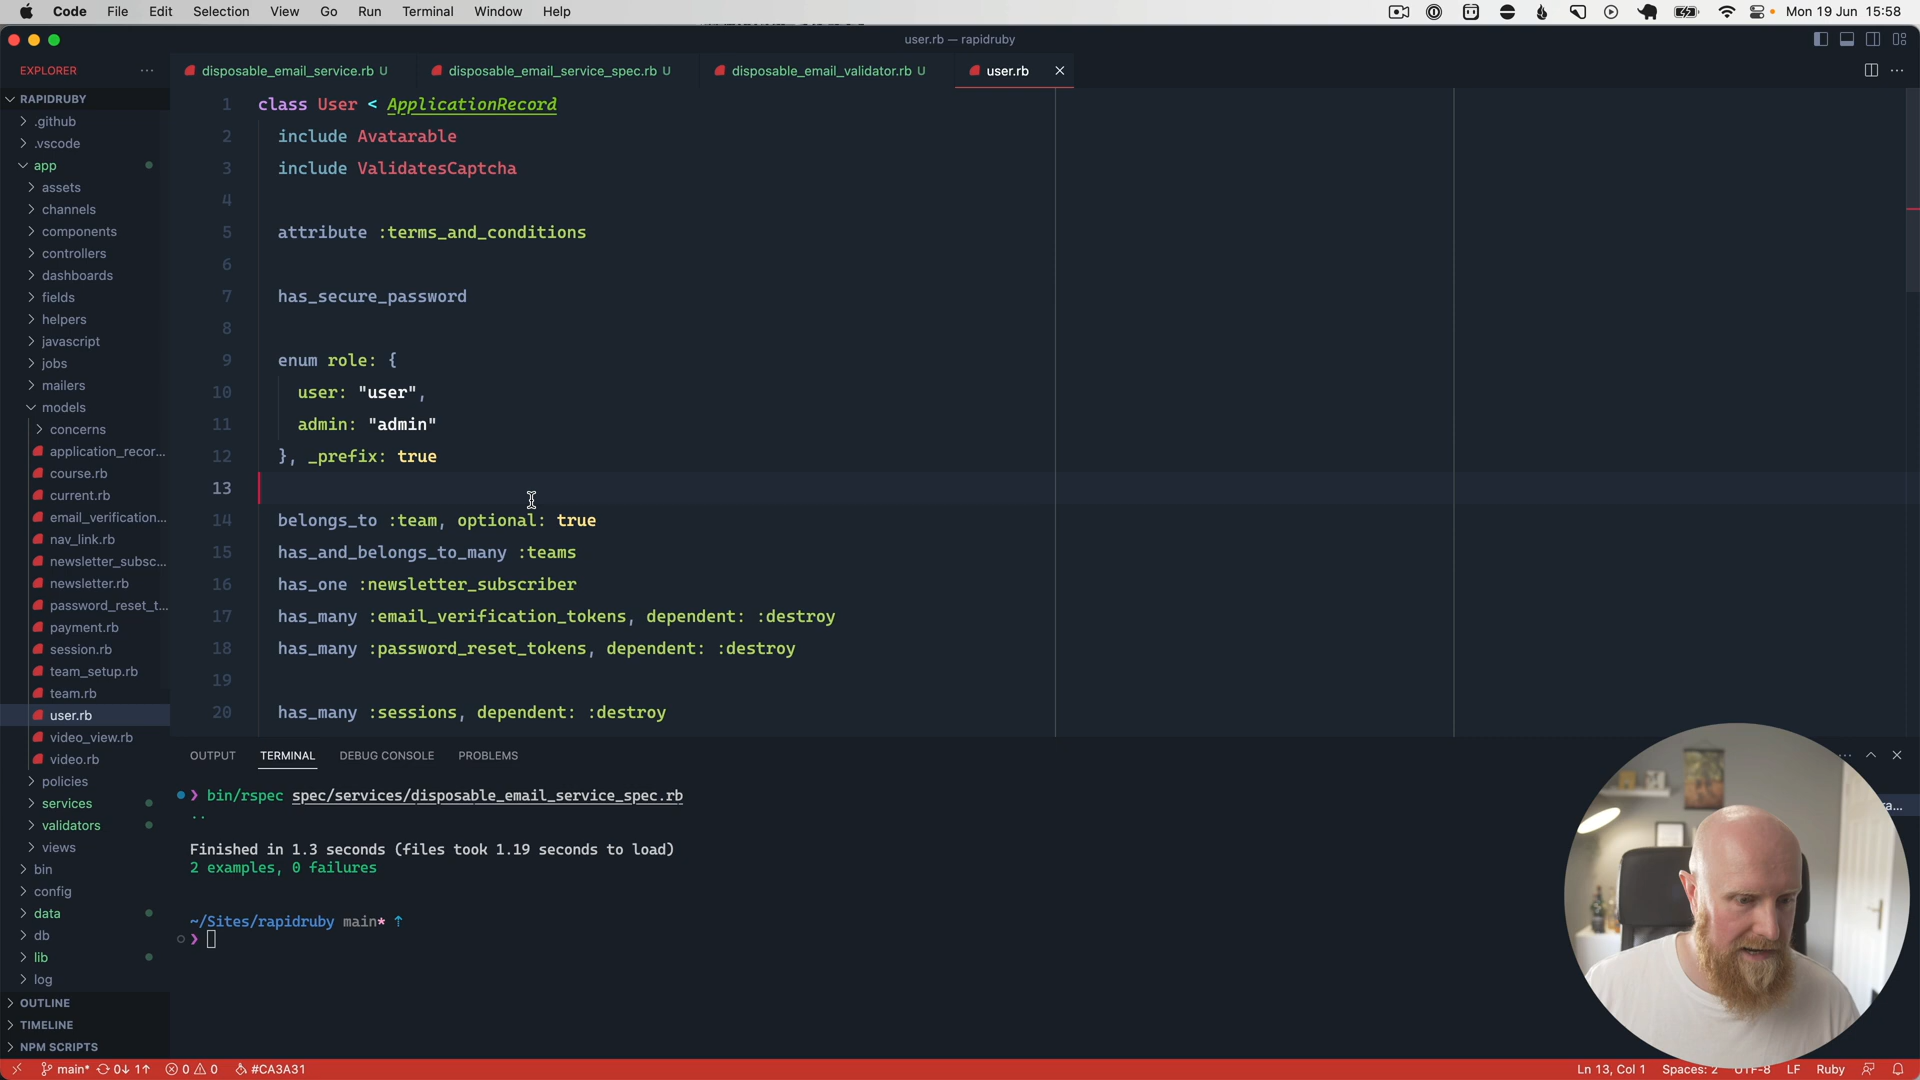 Code File Edit Selection View Go Run Terminal Window Help
Mon 19 Jun 15:58
user.rb — rapidruby
EXPLORER
disposable_email_service.rb U
disposable_email_service_spec.rb U
disposable_email_validator.rb U
user.rb
RAPIDRUBY
.github
.vscode
app
assets
channels
components
controllers
dashboards
fields
helpers
javascript
jobs
mailers
models
concerns
application_recor...
course.rb
current.rb
email_verification...
nav_link.rb
newsletter_subsc...
newsletter.rb
password_reset_t...
payment.rb
session.rb
team_setup.rb
team.rb
user.rb
video_view.rb
video.rb
policies
services
validators
views
bin
config
data
db
lib
log
OUTLINE
TIMELINE
NPM SCRIPTS
1 class User < ApplicationRecord
2 include Avatarable
3 include ValidatesCaptcha
4
5 attribute :terms_and_conditions
6
7 has_secure_password
8
9 enum role: {
10 user: "user",
11 admin: "admin"
12 }, _prefix: true
13
14 belongs_to :team, optional: true
15 has_and_belongs_to_many :teams
16 has_one :newsletter_subscriber
17 has_many :email_verification_tokens, dependent: :destroy
18 has_many :password_reset_tokens, dependent: :destroy
19
20 has_many :sessions, dependent: :destroy
OUTPUT TERMINAL DEBUG CONSOLE PROBLEMS
❯ bin/rspec spec/services/disposable_email_service_spec.rb
..
Finished in 1.3 seconds (files took 1.19 seconds to load)
2 examples, 0 failures
~/Sites/rapidruby main* ↑
❯
main* 0↓ 1↑ 0 0 #CA3A31
Ln 13, Col 1 Spaces: 2 UTF-8 LF Ruby